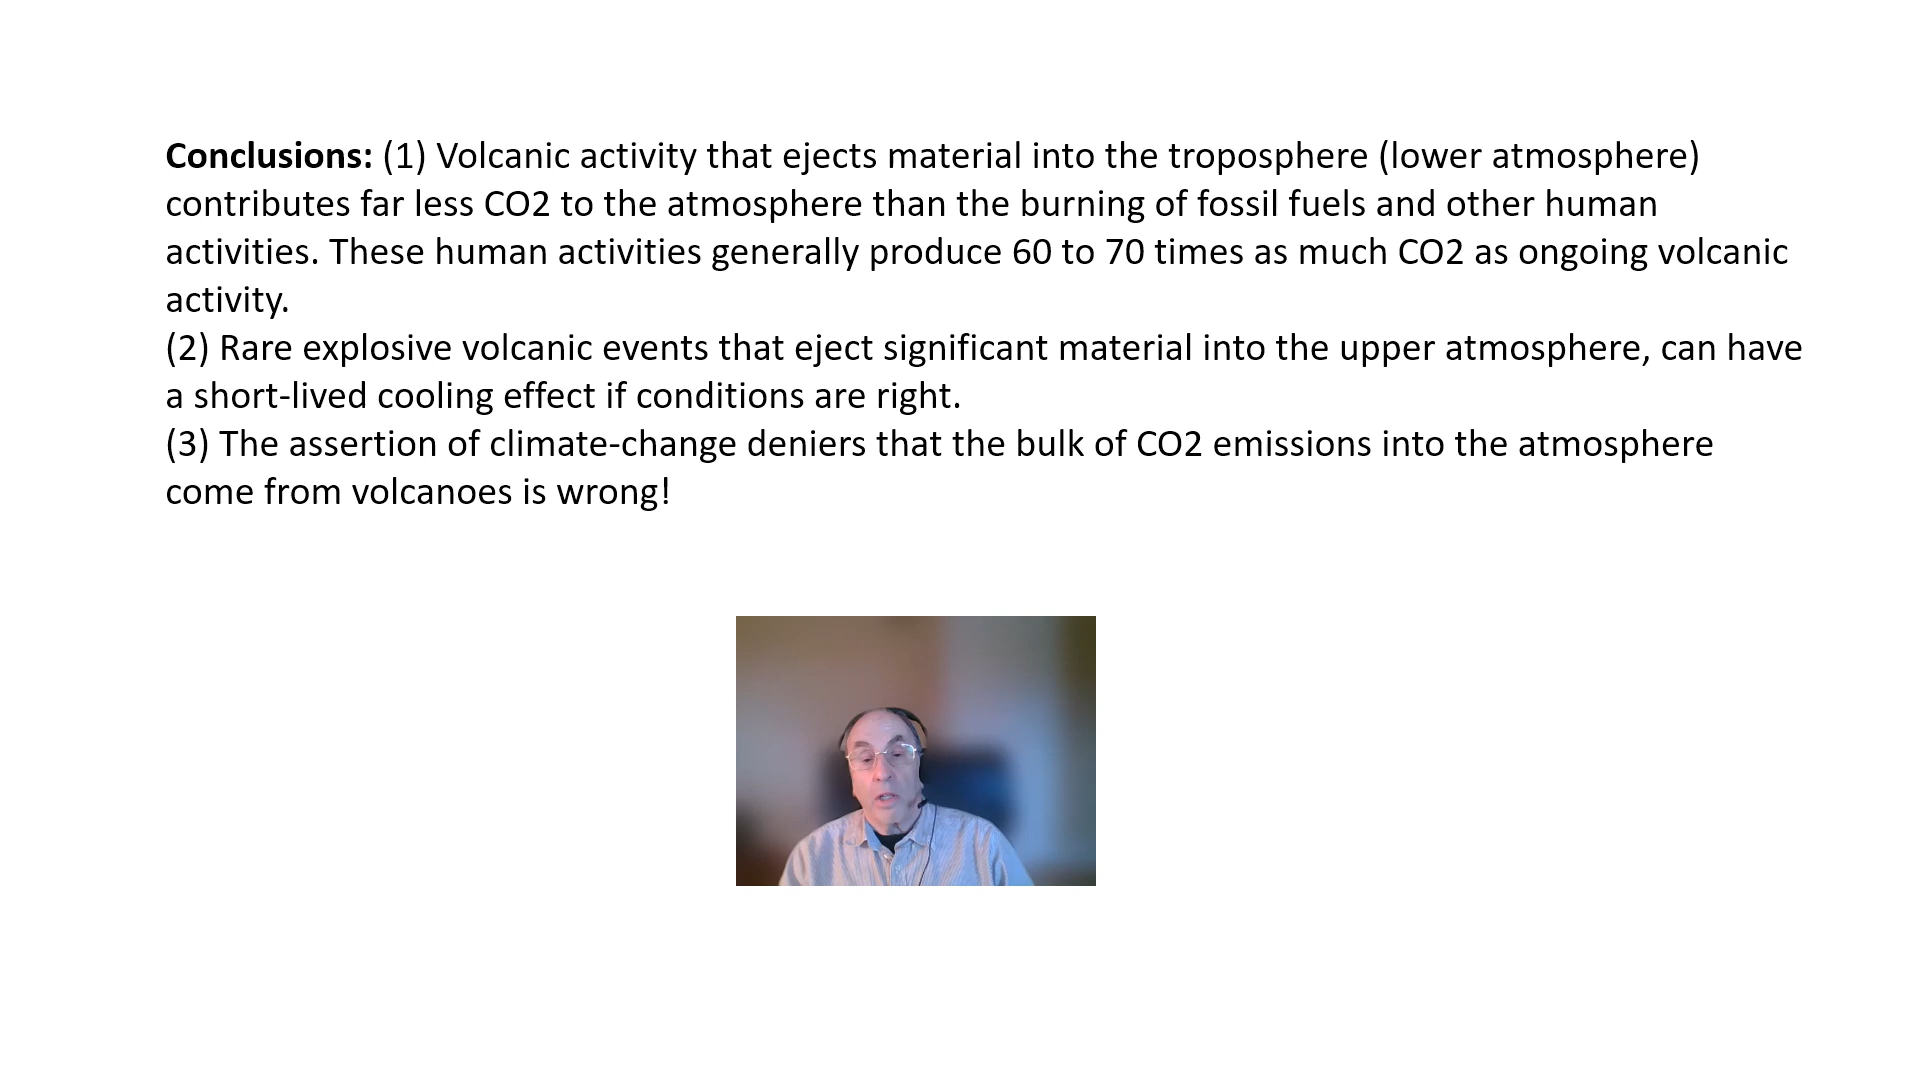 Conclusions: (1) Volcanic activity that ejects material into the troposphere (lower atmosphere)
contributes far less CO2 to the atmosphere than the burning of fossil fuels and other human
activities. These human activities generally produce 60 to 70 times as much CO2 as ongoing volcanic
activity.
(2) Rare explosive volcanic events that eject significant material into the upper atmosphere, can have
a short-lived cooling effect if conditions are right.
(3) The assertion of climate-change deniers that the bulk of CO2 emissions into the atmosphere
come from volcanoes is wrong!